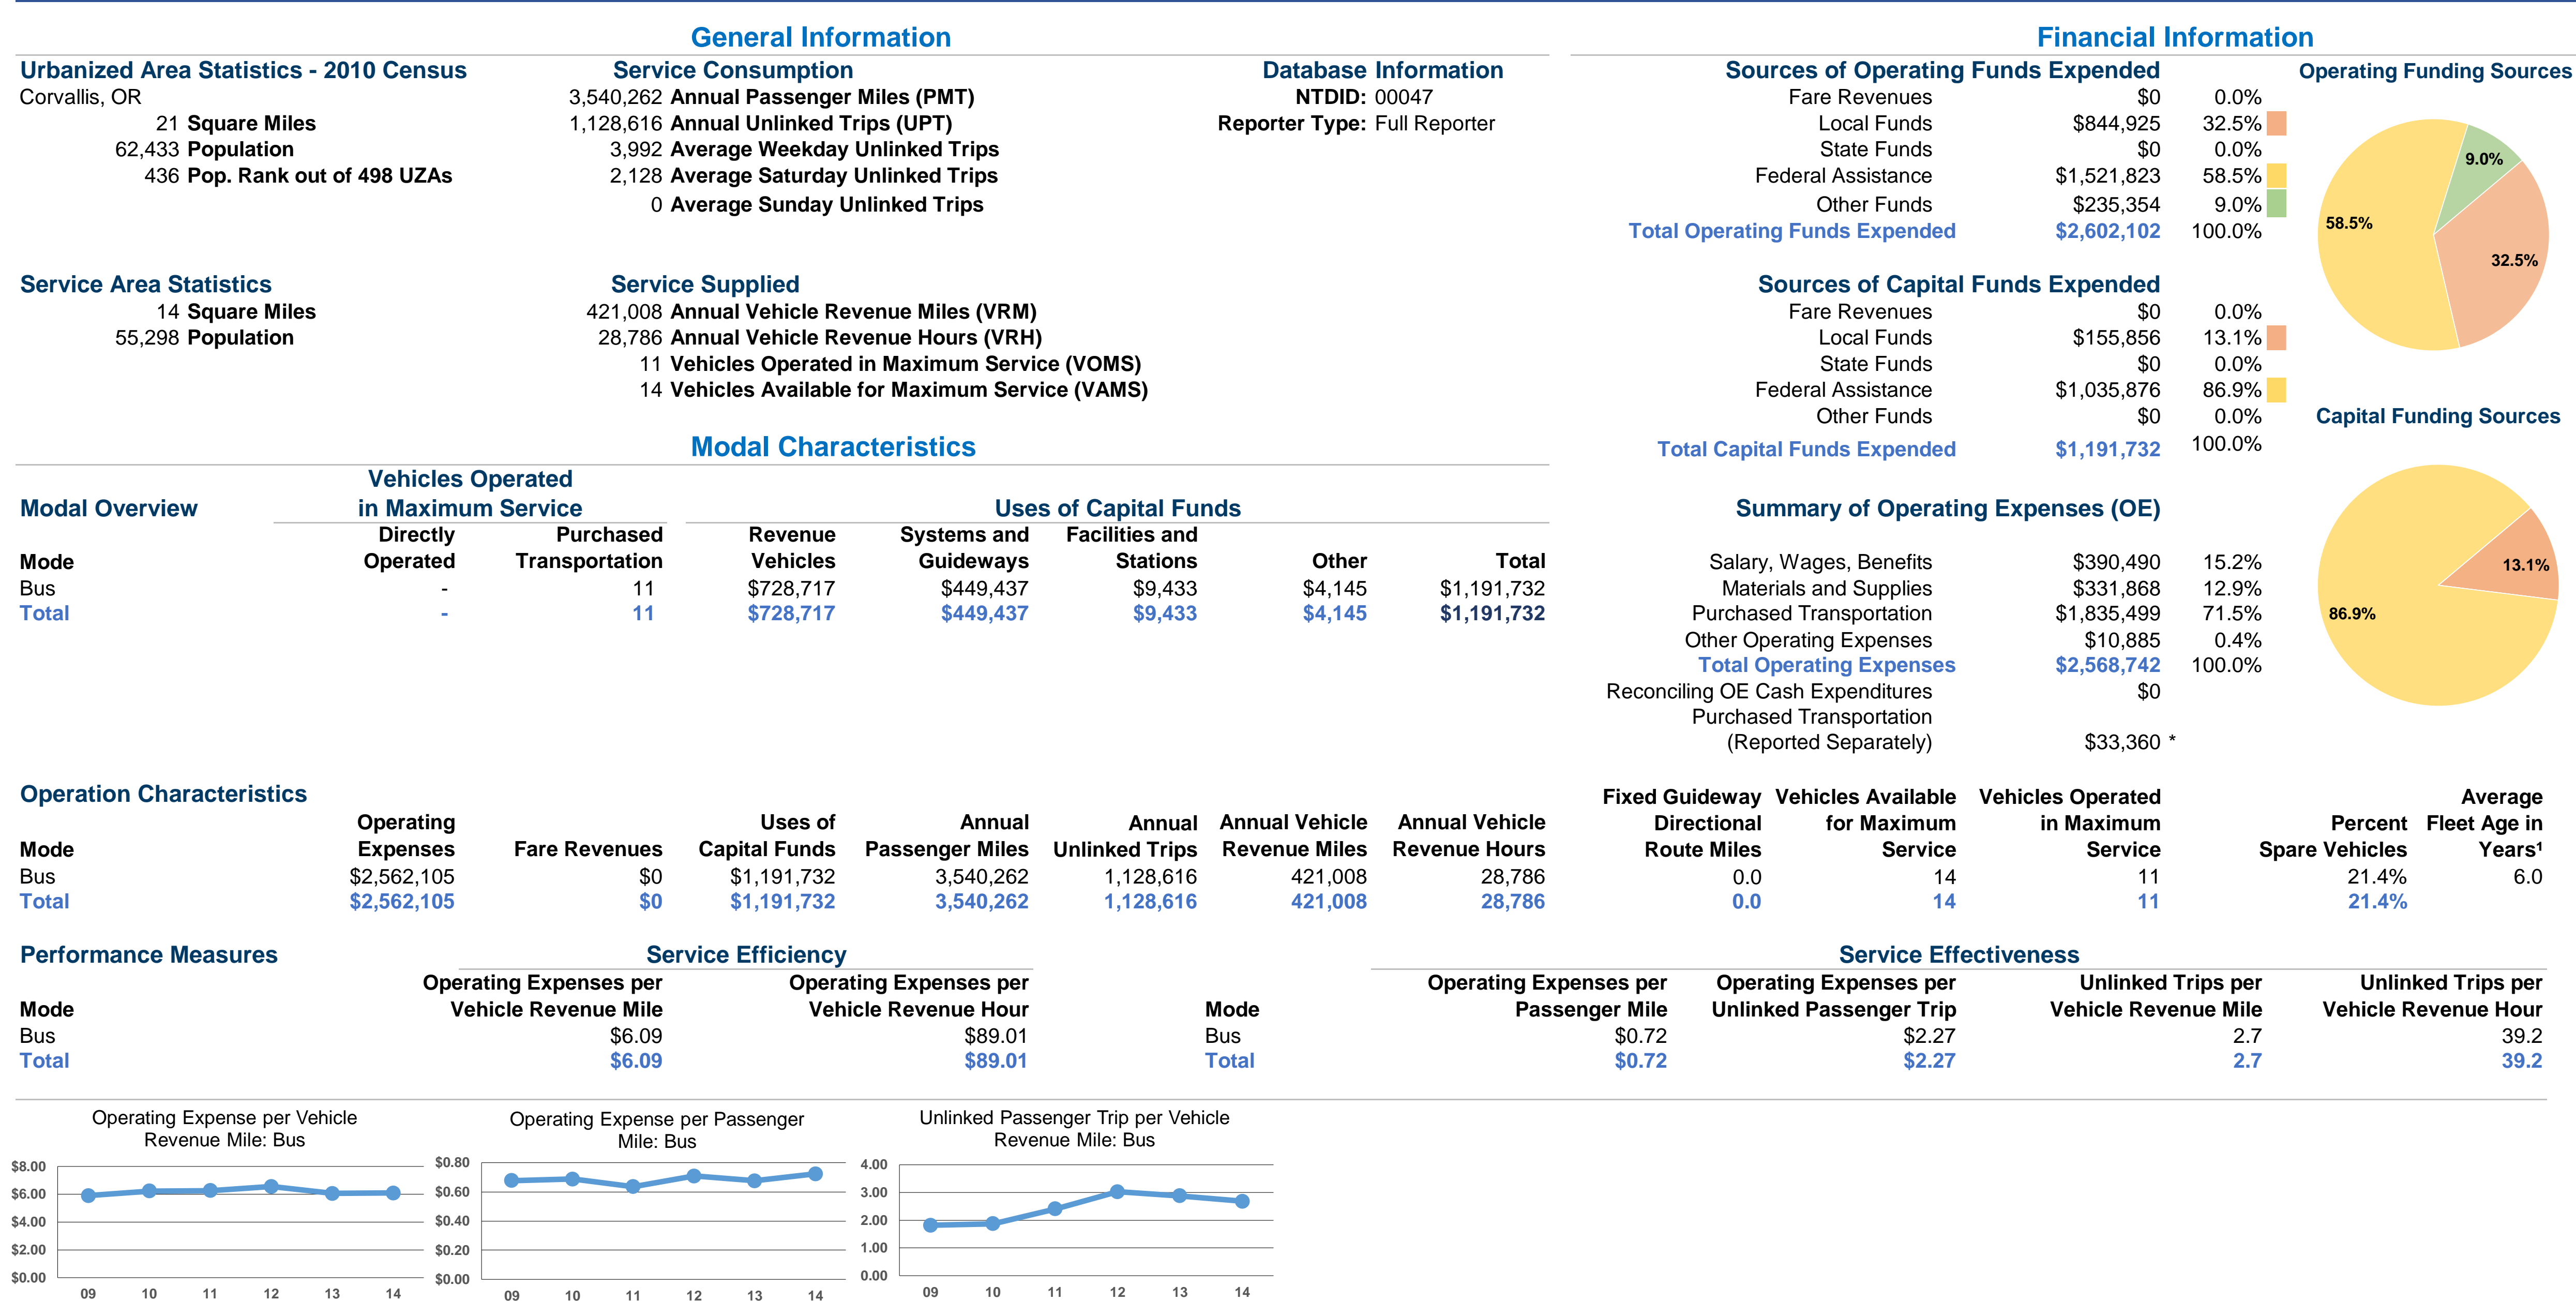 General Information
Urbanized Area Statistics - 2010 Census
Corvallis, OR
21 Square Miles
62,433 Population
436 Pop. Rank out of 498 UZAs
Service Consumption
3,540,262 Annual Passenger Miles (PMT)
1,128,616 Annual Unlinked Trips (UPT)
3,992 Average Weekday Unlinked Trips
2,128 Average Saturday Unlinked Trips
0 Average Sunday Unlinked Trips
Database Information
NTDID: 00047
Reporter Type: Full Reporter
Service Area Statistics
14 Square Miles
55,298 Population
Service Supplied
421,008 Annual Vehicle Revenue Miles (VRM)
28,786 Annual Vehicle Revenue Hours (VRH)
11 Vehicles Operated in Maximum Service (VOMS)
14 Vehicles Available for Maximum Service (VAMS)
Financial Information
Sources of Operating Funds Expended
Fare Revenues $0 0.0%
Local Funds $844,925 32.5%
State Funds $0 0.0%
Federal Assistance $1,521,823 58.5%
Other Funds $235,354 9.0%
Total Operating Funds Expended $2,602,102 100.0%
Operating Funding Sources
9.0%
58.5%
32.5%
Sources of Capital Funds Expended
Fare Revenues $0 0.0%
Local Funds $155,856 13.1%
State Funds $0 0.0%
Federal Assistance $1,035,876 86.9%
Other Funds $0 0.0%
Total Capital Funds Expended $1,191,732 100.0%
Capital Funding Sources
13.1%
86.9%
Modal Characteristics
Modal Overview
Vehicles Operated
in Maximum Service
Uses of Capital Funds
Directly Purchased Revenue Systems and Facilities and
Mode Operated Transportation Vehicles Guideways Stations Other Total
Bus - 11 $728,717 $449,437 $9,433 $4,145 $1,191,732
Total - 11 $728,717 $449,437 $9,433 $4,145 $1,191,732
Summary of Operating Expenses (OE)
Salary, Wages, Benefits $390,490 15.2%
Materials and Supplies $331,868 12.9%
Purchased Transportation $1,835,499 71.5%
Other Operating Expenses $10,885 0.4%
Total Operating Expenses $2,568,742 100.0%
Reconciling OE Cash Expenditures $0
Purchased Transportation
(Reported Separately) $33,360 *
Operation Characteristics
Fixed Guideway Vehicles Available Vehicles Operated Average
Operating Uses of Annual Annual Annual Vehicle Annual Vehicle Directional for Maximum in Maximum Percent Fleet Age in
Mode Expenses Fare Revenues Capital Funds Passenger Miles Unlinked Trips Revenue Miles Revenue Hours Route Miles Service Service Spare Vehicles Years¹
Bus $2,562,105 $0 $1,191,732 3,540,262 1,128,616 421,008 28,786 0.0 14 11 21.4% 6.0
Total $2,562,105 $0 $1,191,732 3,540,262 1,128,616 421,008 28,786 0.0 14 11 21.4%
Performance Measures
Service Efficiency
Operating Expenses per Operating Expenses per
Mode Vehicle Revenue Mile Vehicle Revenue Hour
Bus $6.09 $89.01
Total $6.09 $89.01
Service Effectiveness
Operating Expenses per Operating Expenses per Unlinked Trips per Unlinked Trips per
Mode Passenger Mile Unlinked Passenger Trip Vehicle Revenue Mile Vehicle Revenue Hour
Bus $0.72 $2.27 2.7 39.2
Total $0.72 $2.27 2.7 39.2
Operating Expense per Vehicle
Revenue Mile: Bus
$8.00
$6.00
$4.00
$2.00
$0.00
09 10 11 12 13 14
Operating Expense per Passenger
Mile: Bus
$0.80
$0.60
$0.40
$0.20
$0.00
09 10 11 12 13 14
Unlinked Passenger Trip per Vehicle
Revenue Mile: Bus
4.00
3.00
2.00
1.00
0.00
09 10 11 12 13 14